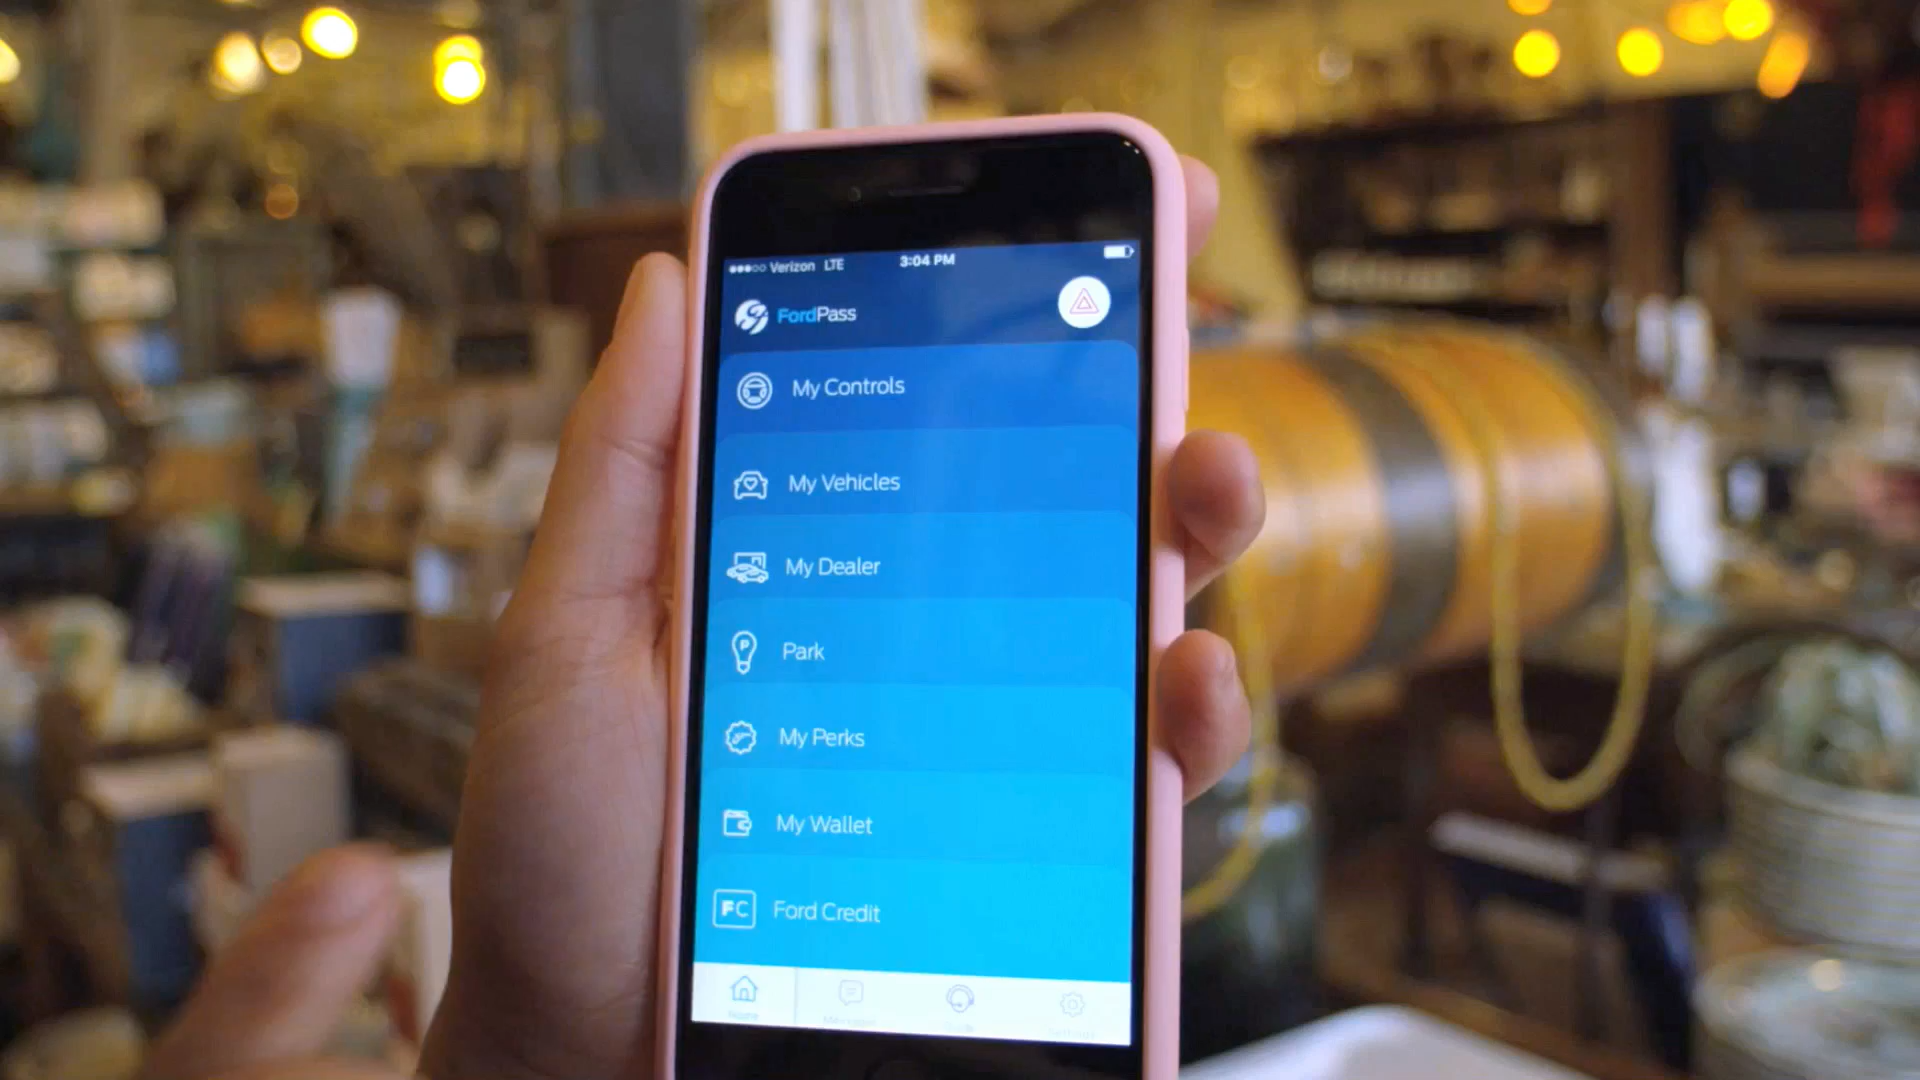 Verizon LTE 3:04 PM
FordPass
My Controls
My Vehicles
My Dealer
P Park
My Perks
My Wallet
FC Ford Credit
Home